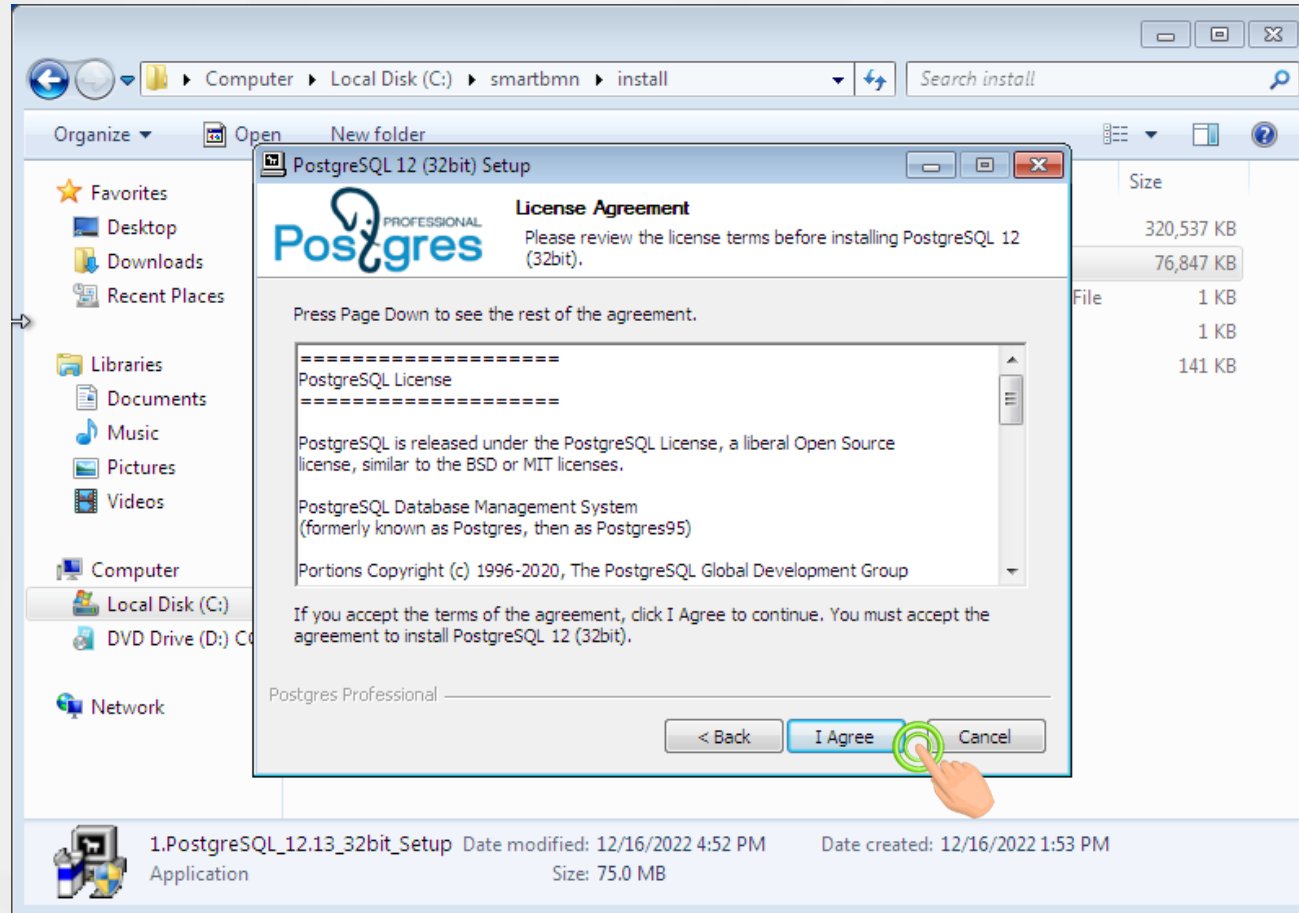 Computer ▸ Local Disk (C:) ▸ smartbmn ▸ install
Search install
Organize
Open
New folder
Favorites
Desktop
Downloads
Recent Places
Libraries
Documents
Music
Pictures
Videos
Computer
Local Disk (C:)
DVD Drive (D:)
Network
Size
320,537 KB
76,847 KB
File 1 KB
1 KB
141 KB
PostgreSQL 12 (32bit) Setup
PROFESSIONAL
Postgres
License Agreement
Please review the license terms before installing PostgreSQL 12
(32bit).
Press Page Down to see the rest of the agreement.
====================
PostgreSQL License
====================
PostgreSQL is released under the PostgreSQL License, a liberal Open Source
license, similar to the BSD or MIT licenses.
PostgreSQL Database Management System
(formerly known as Postgres, then as Postgres95)
Portions Copyright (c) 1996-2020, The PostgreSQL Global Development Group
If you accept the terms of the agreement, click I Agree to continue. You must accept the
agreement to install PostgreSQL 12 (32bit).
Postgres Professional
< Back
I Agree
Cancel
1.PostgreSQL_12.13_32bit_Setup Date modified: 12/16/2022 4:52 PM Date created: 12/16/2022 1:53 PM
Application Size: 75.0 MB